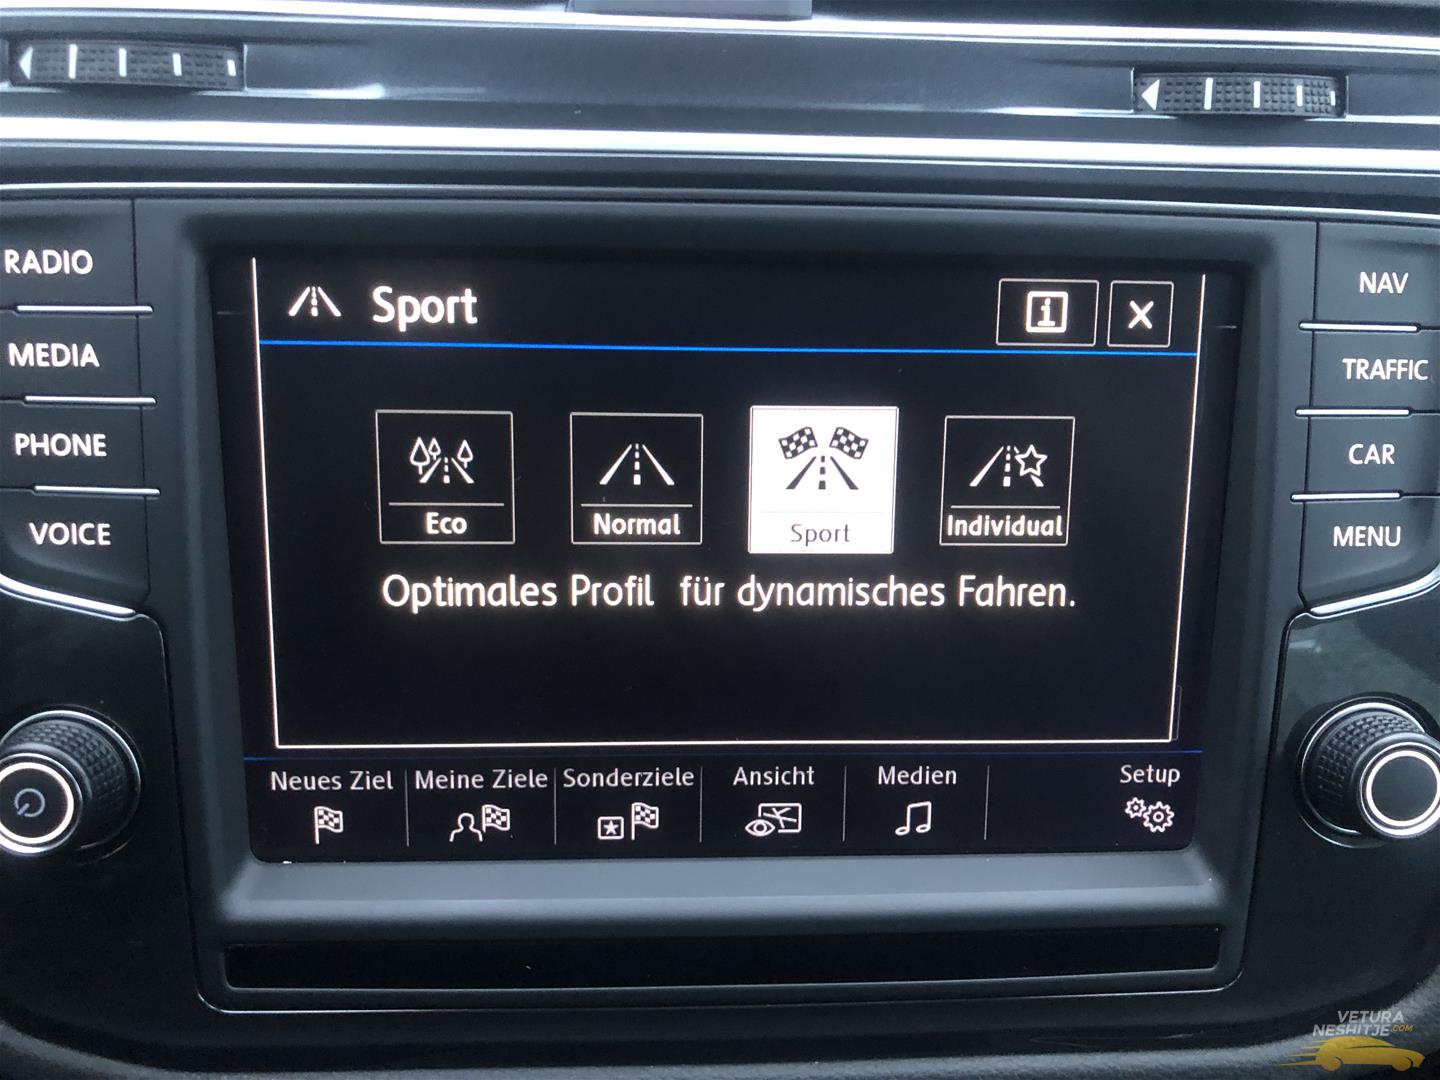 RADIO
MEDIA
PHONE
VOICE
Sport
i
X
Eco
Normal
Sport
Individual
Optimales Profil für dynamisches Fahren.
Neues Ziel
Meine Ziele
Sonderziele
Ansicht
Medien
Setup
NAV
TRAFFIC
CAR
MENU
VETURA
NESHITJE.COM